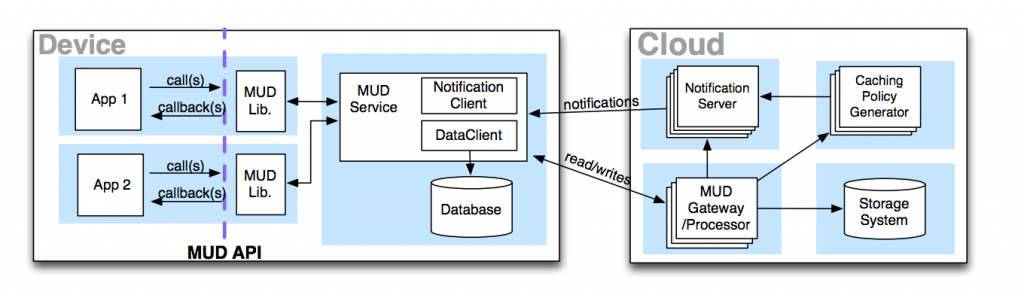 Device
App 1
call(s)
callback(s)
MUD
Lib.
App 2
call(s)
callback(s)
MUD
Lib.
MUD API
MUD
Service
Notification
Client
DataClient
Database
notifications
read/writes
Cloud
Notification
Server
Caching
Policy
Generator
MUD
Gateway
/Processor
Storage
System